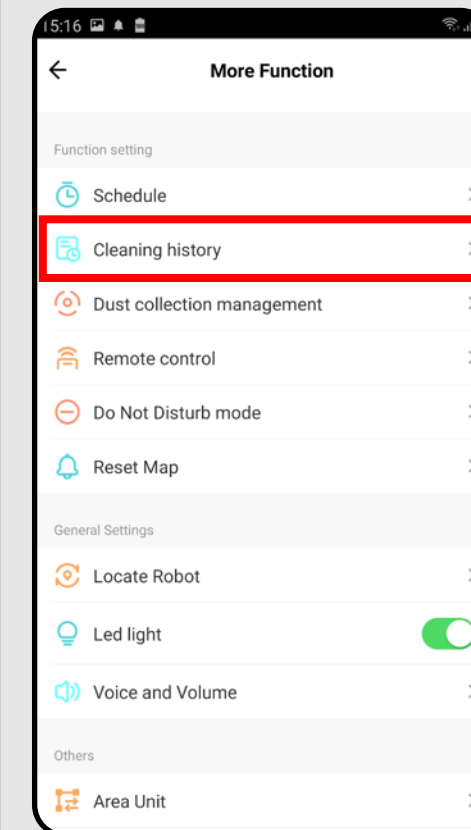 15:16
More Function
Function setting
Schedule
Cleaning history
Dust collection management
Remote control
Do Not Disturb mode
Reset Map
General Settings
Locate Robot
Led light
Voice and Volume
Others
Area Unit